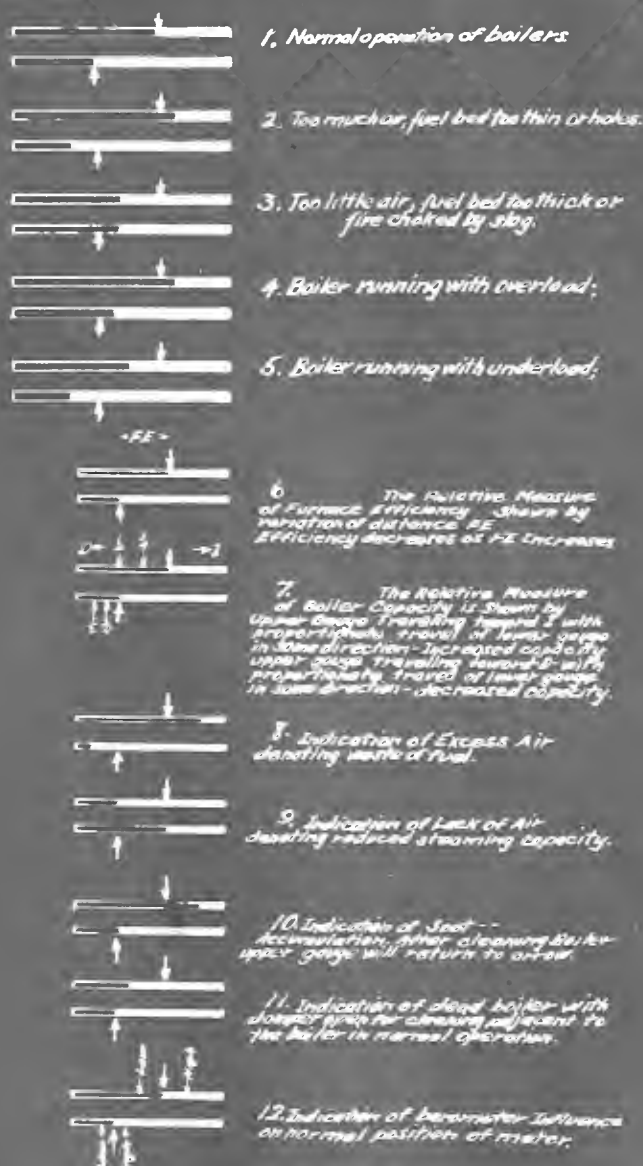 1. Normal operation of boilers
2. Too much air, fuel bed too thin or holes.
3. Too little air, fuel bed too thick or
fire choked by slag.
4. Boiler running with overload;
5. Boiler running with underload;
<FE>
6 The Relative Measure
of Furnace Efficiency Shown by
variation of distance FE
Efficiency decreases as FE Increases
D← →I
7. The Relative Measure
of Boiler Capacity is Shown by
Upper Gauge Travelling toward I with
proportionate travel of lower gauge
in same direction-Increased capacity
upper gauge traveling toward D with
proportionate travel of lower gauge
in same direction-decreased capacity.
8. Indication of Excess Air
denoting waste of fuel.
9. Indication of Lack of Air
denoting reduced steaming capacity.
10. Indication of Soot--
Accumulation. After cleaning Boiler
upper gauge will return to arrow.
11. Indication of dead boiler with
damper open for cleaning adjacent to
the boiler in normal operation.
12. Indication of barometer Influence
on normal position of meter.